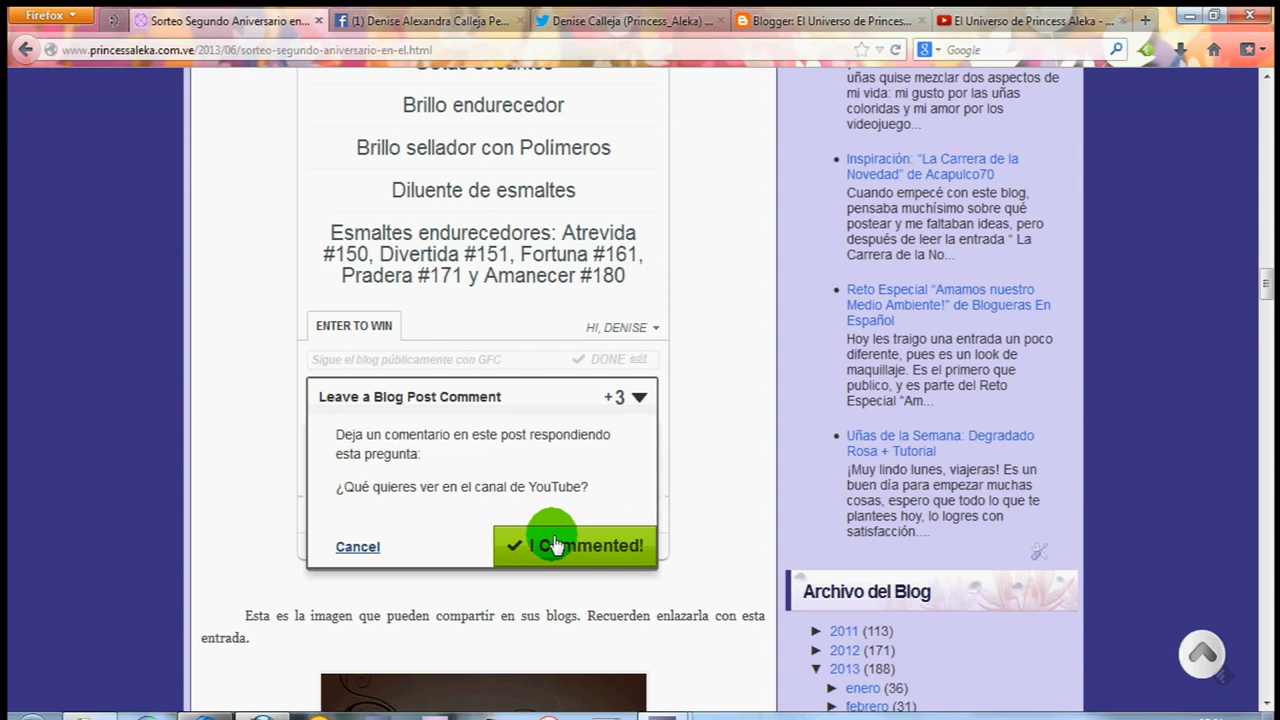 Firefox
Sorteo Segundo Aniversario en...
(1) Denise Alexandra Calleja Pe...
Denise Calleja (Princess_Aleka) ...
Blogger: El Universo de Princes...
El Universo de Princess Aleka - ...
www.princessaleka.com.ve/2013/06/sorteo-segundo-aniversario-en-el.html
Google
Brillo endurecedor
Brillo sellador con Polímeros
Diluente de esmaltes
Esmaltes endurecedores: Atrevida
#150, Divertida #151, Fortuna #161,
Pradera #171 y Amanecer #180
ENTER TO WIN
HI, DENISE
Sigue el blog públicamente con GFC
DONE edit
Leave a Blog Post Comment
+3
Deja un comentario en este post respondiendo
esta pregunta:
¿Qué quieres ver en el canal de YouTube?
Cancel
I Commented!
Esta es la imagen que pueden compartir en sus blogs. Recuerden enlazarla con esta
entrada.
uñas quise mezclar dos aspectos de
mi vida: mi gusto por las uñas
coloridas y mi amor por los
videojuego...
Inspiración: “La Carrera de la
Novedad” de Acapulco70
Cuando empecé con este blog,
pensaba muchísimo sobre qué
postear y me faltaban ideas, pero
después de leer la entrada “ La
Carrera de la No...
Reto Especial “Amamos nuestro
Medio Ambiente!” de Blogueras En
Español
Hoy les traigo una entrada un poco
diferente, pues es un look de
maquillaje. Es el primero que
publico, y es parte del Reto
Especial “Am...
Uñas de la Semana: Degradado
Rosa + Tutorial
¡Muy lindo lunes, viajeras! Es un
buen día para empezar muchas
cosas, espero que todo lo que te
plantees hoy, lo logres con
satisfacción....
Archivo del Blog
► 2011 (113)
► 2012 (171)
▼ 2013 (188)
► enero (36)
► febrero (31)